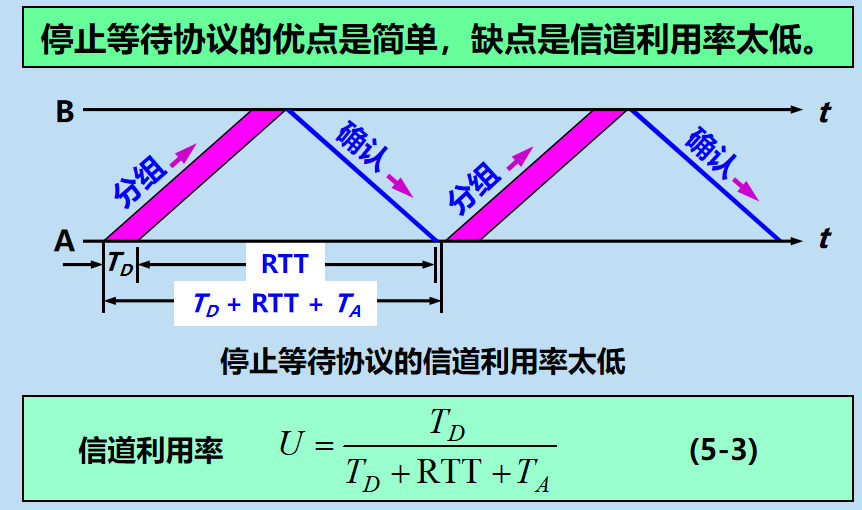 停止等待协议的优点是简单，缺点是信道利用率太低。
B t
分组 确认 分组 确认
A t
T_D RTT
T_D + RTT + T_A
停止等待协议的信道利用率太低
信道利用率 U = T_D / (T_D + RTT + T_A) (5-3)